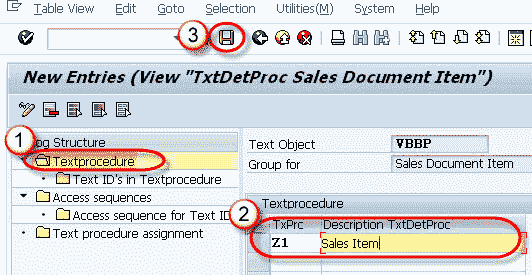 Table View Edit Goto Selection Utilities(M) System Help
3
New Entries (View "TxtDetProc Sales Document Item")
1
og Structure
Textprocedure
Text ID's in Textprocedure
Access sequences
Access sequence for Text ID
Text procedure assignment
Text Object VBBP
Group for Sales Document Item
2
Textprocedure
TxPrc Description TxtDetProc
Z1 Sales Item